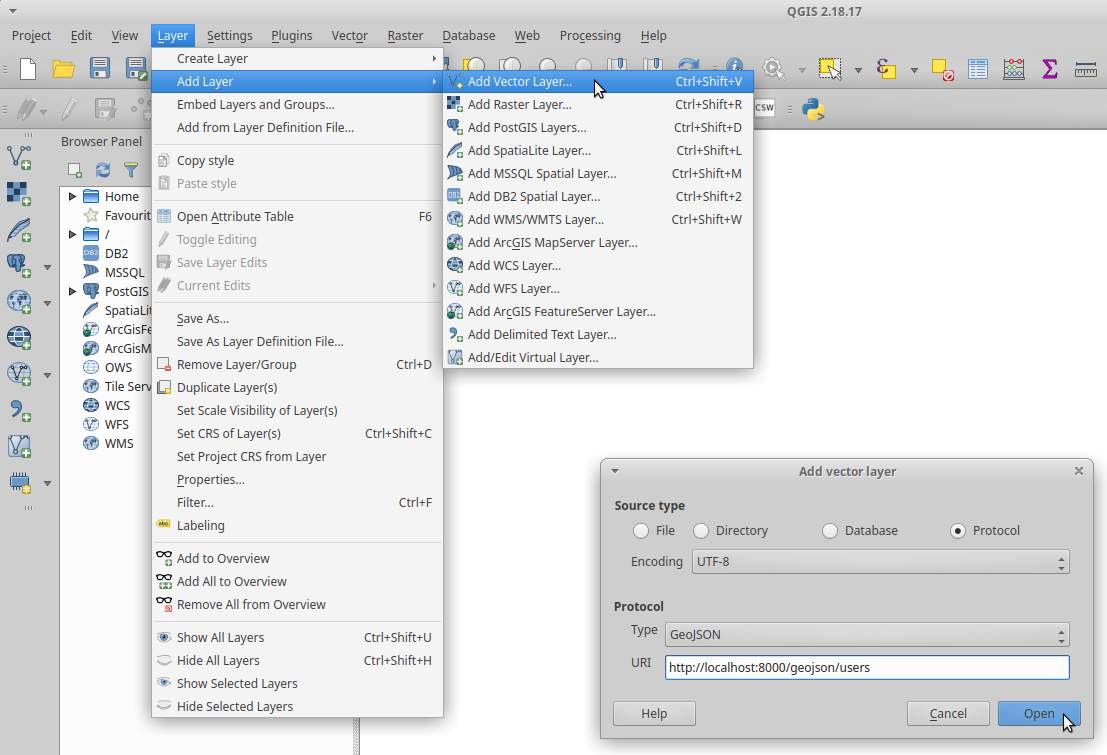 QGIS 2.18.17
Project Edit View Layer Settings Plugins Vector Raster Database Web Processing Help
Create Layer
Add Layer
Embed Layers and Groups...
Add from Layer Definition File...
Copy style
Paste style
Open Attribute Table F6
Toggle Editing
Save Layer Edits
Current Edits
Save As...
Save As Layer Definition File...
Remove Layer/Group Ctrl+D
Duplicate Layer(s)
Set Scale Visibility of Layer(s)
Set CRS of Layer(s) Ctrl+Shift+C
Set Project CRS from Layer
Properties...
Filter... Ctrl+F
abc Labeling
Add to Overview
Add All to Overview
Remove All from Overview
Show All Layers Ctrl+Shift+U
Hide All Layers Ctrl+Shift+H
Show Selected Layers
Hide Selected Layers
Add Vector Layer... Ctrl+Shift+V
Add Raster Layer... Ctrl+Shift+R
Add PostGIS Layers... Ctrl+Shift+D
Add SpatiaLite Layer... Ctrl+Shift+L
Add MSSQL Spatial Layer... Ctrl+Shift+M
DB2 Add DB2 Spatial Layer... Ctrl+Shift+2
Add WMS/WMTS Layer... Ctrl+Shift+W
Add ArcGIS MapServer Layer...
Add WCS Layer...
Add WFS Layer...
Add ArcGIS FeatureServer Layer...
Add Delimited Text Layer...
Add/Edit Virtual Layer...
CSW
Browser Panel
Home
Favourit
/
DB2 DB2
MSSQL
PostGIS
SpatiaLit
ArcGisFe
ArcGisM
OWS
Tile Serv
WCS
WFS
WMS
Add vector layer
Source type
File Directory Database Protocol
Encoding UTF-8
Protocol
Type GeoJSON
URI http://localhost:8000/geojson/users
Help Cancel Open